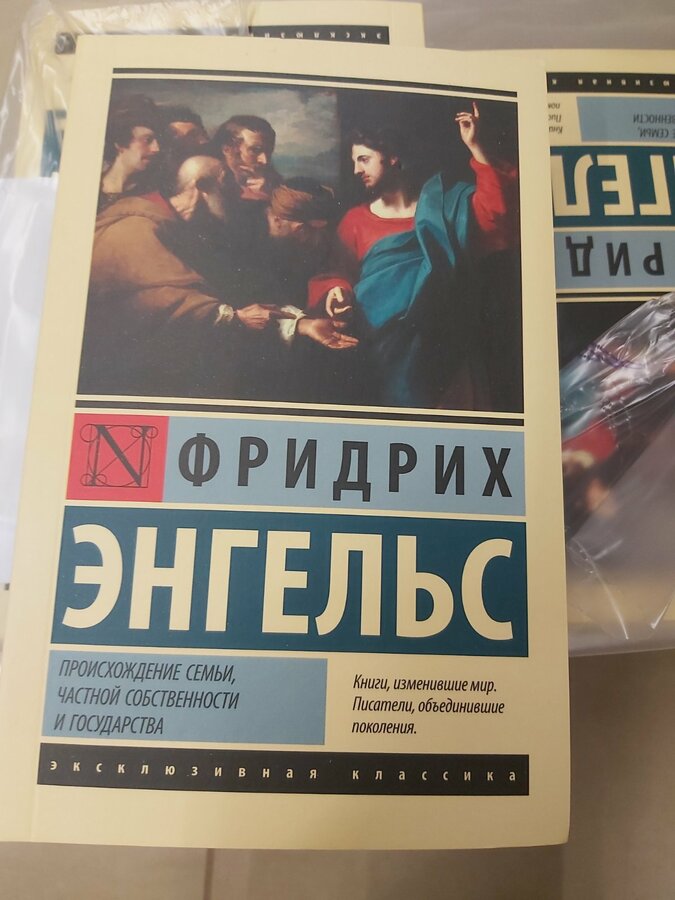 N ФРИДРИХ
ЭНГЕЛЬС
ПРОИСХОЖДЕНИЕ СЕМЬИ,
ЧАСТНОЙ СОБСТВЕННОСТИ
И ГОСУДАРСТВА
Книги, изменившие мир.
Писатели, объединившие
поколения.
эксклюзивная классика